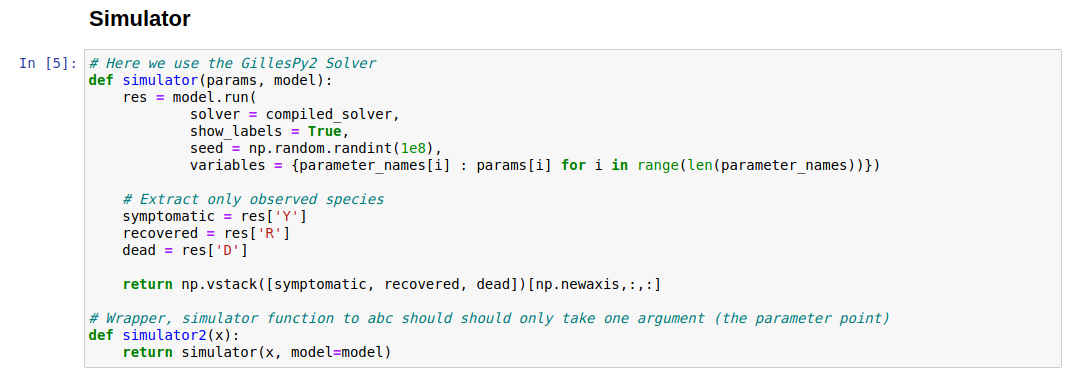 Simulator
In [5]: # Here we use the GillesPy2 Solver
def simulator(params, model):
    res = model.run(
            solver = compiled_solver,
            show_labels = True,
            seed = np.random.randint(1e8),
            variables = {parameter_names[i] : params[i] for i in range(len(parameter_names))})
    # Extract only observed species
    symptomatic = res['Y']
    recovered = res['R']
    dead = res['D']
    return np.vstack([symptomatic, recovered, dead])[np.newaxis,:,:]
# Wrapper, simulator function to abc should should only take one argument (the parameter point)
def simulator2(x):
    return simulator(x, model=model)